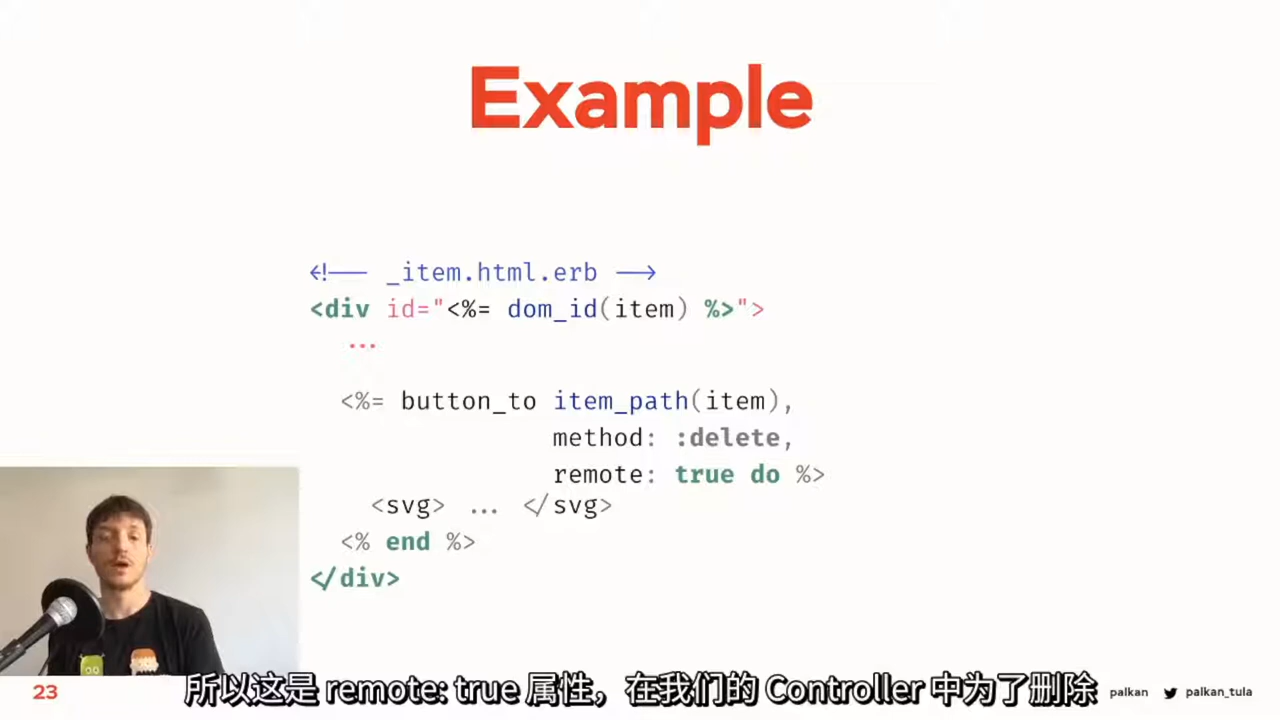 Example
<!-- _item.html.erb -->
<div id="<%= dom_id(item) %>">
...
<%= button_to item_path(item),
method: :delete,
remote: true do %>
<svg> ... </svg>
<% end %>
</div>
所以这是 remote: true 属性，在我们的 Controller 中为了删除
23
palkan
palkan_tula